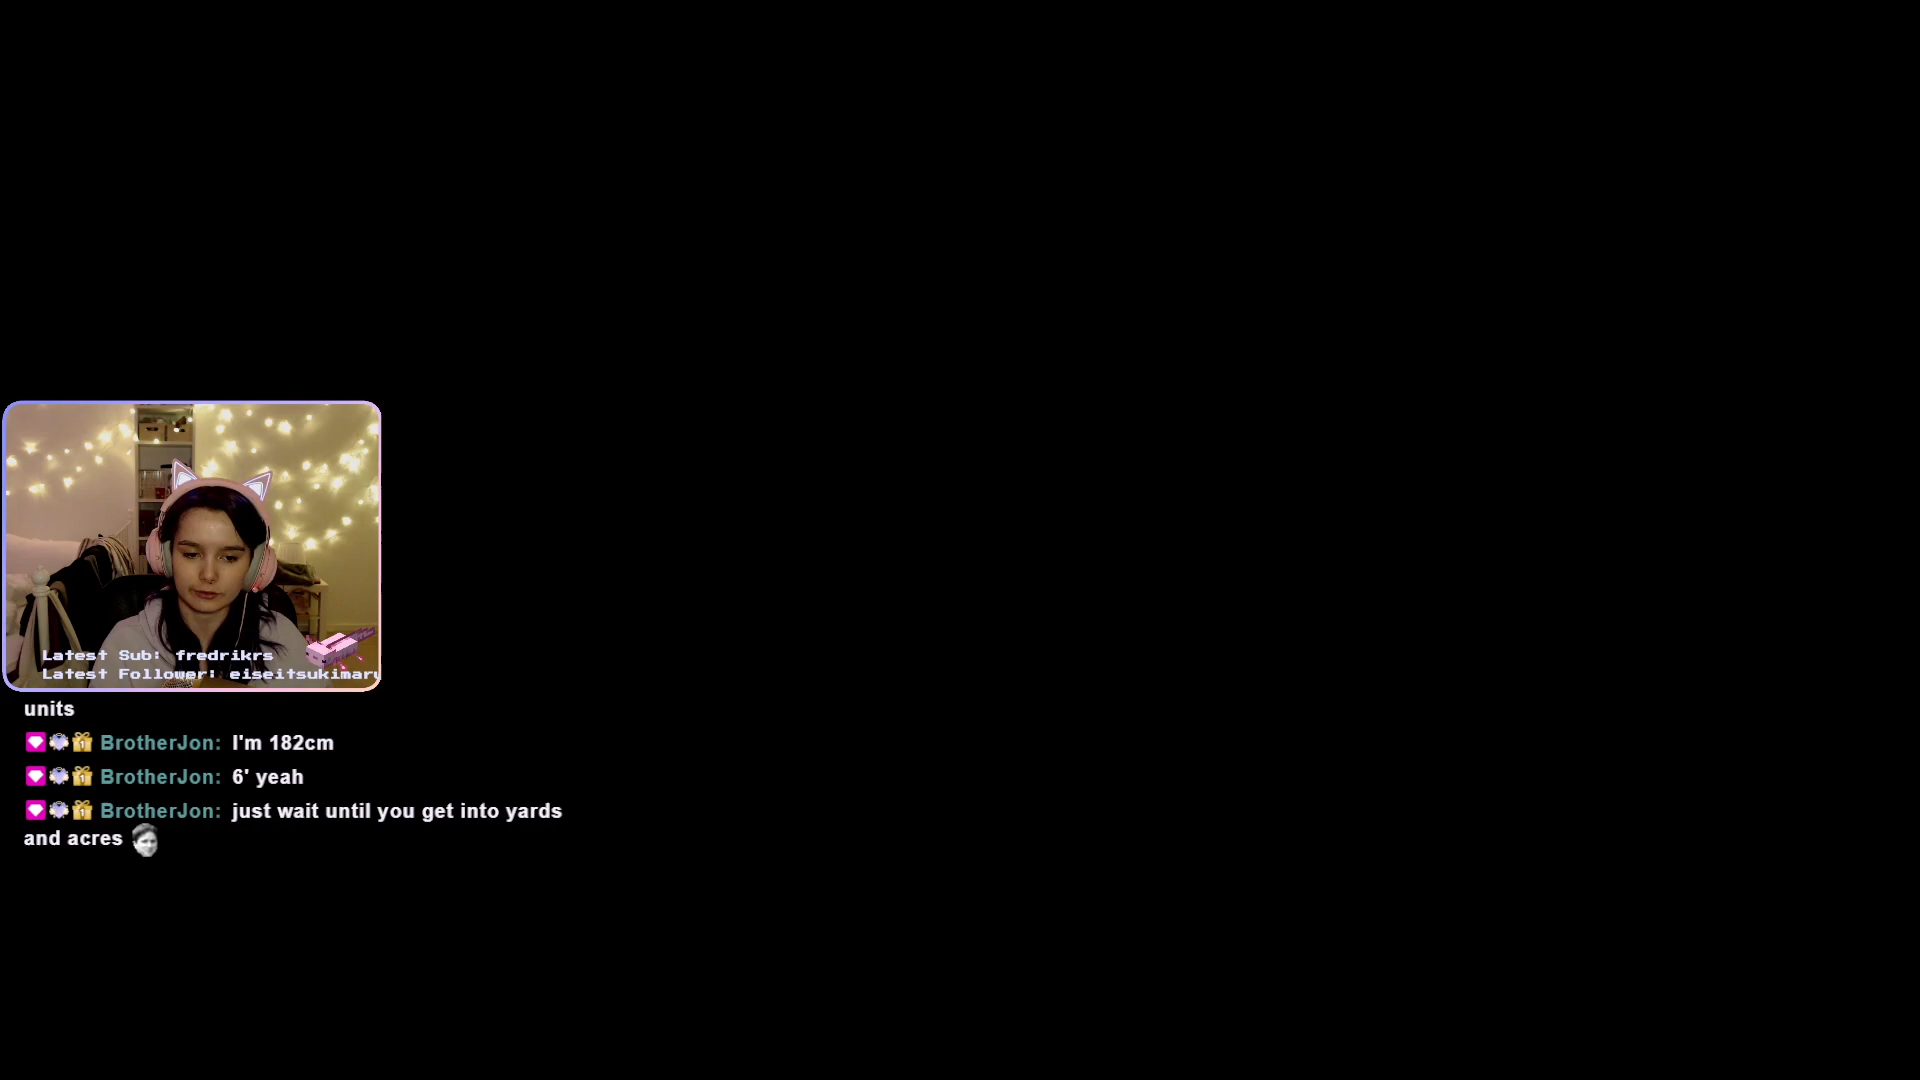 Latest Sub: fredrikrs
Latest Follower: eiseitsukimaru
units
BrotherJon: I'm 182cm
BrotherJon: 6' yeah
BrotherJon: just wait until you get into yards
and acres